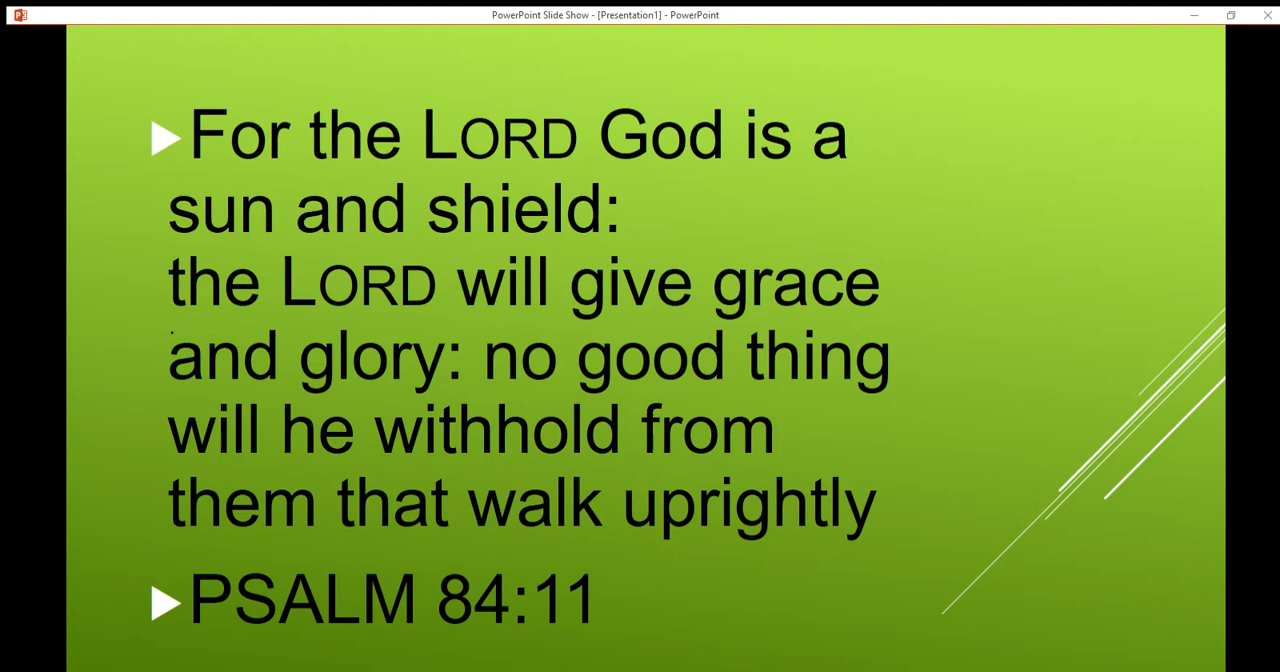 PowerPoint Slide Show - [Presentation1] - PowerPoint
For the LORD God is a
sun and shield:
the LORD will give grace
and glory: no good thing
will he withhold from
them that walk uprightly
PSALM 84:11